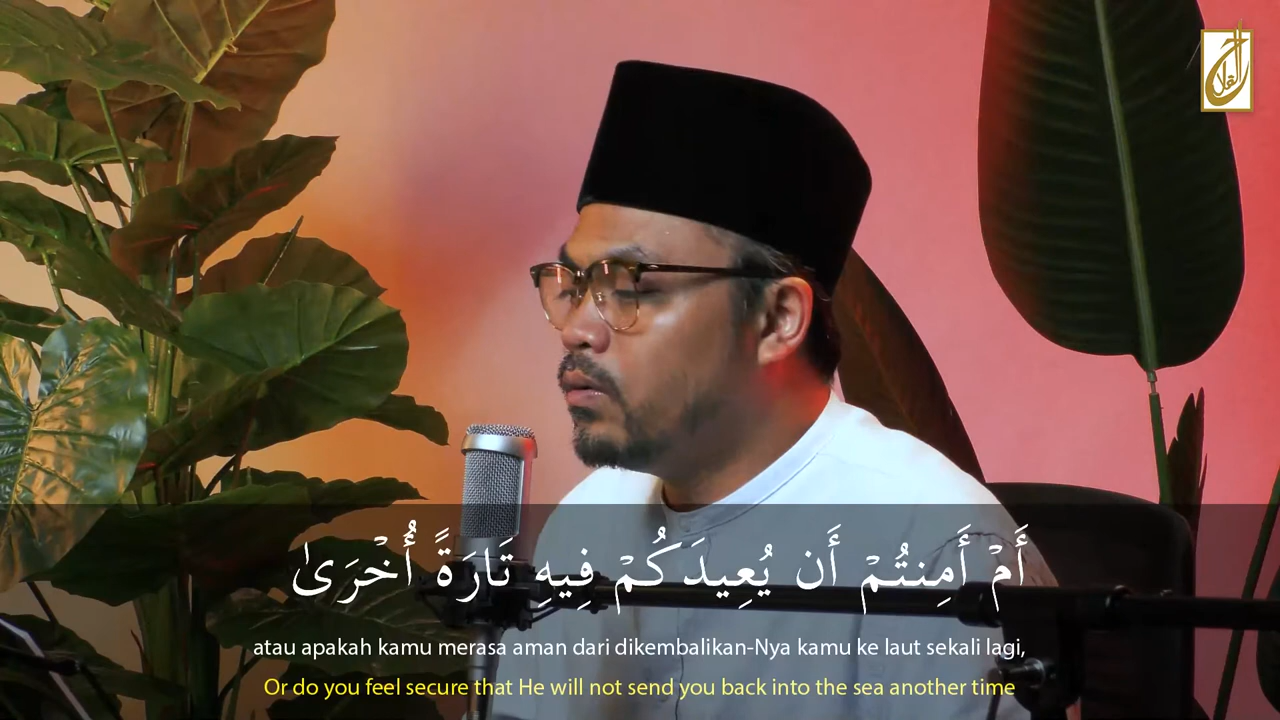 أَمْ أَمِنتُمْ أَن يُعِيدَكُمْ فِيهِ تَارَةً أُخْرَىٰ
atau apakah kamu merasa aman dari dikembalikan-Nya kamu ke laut sekali lagi,
Or do you feel secure that He will not send you back into the sea another time